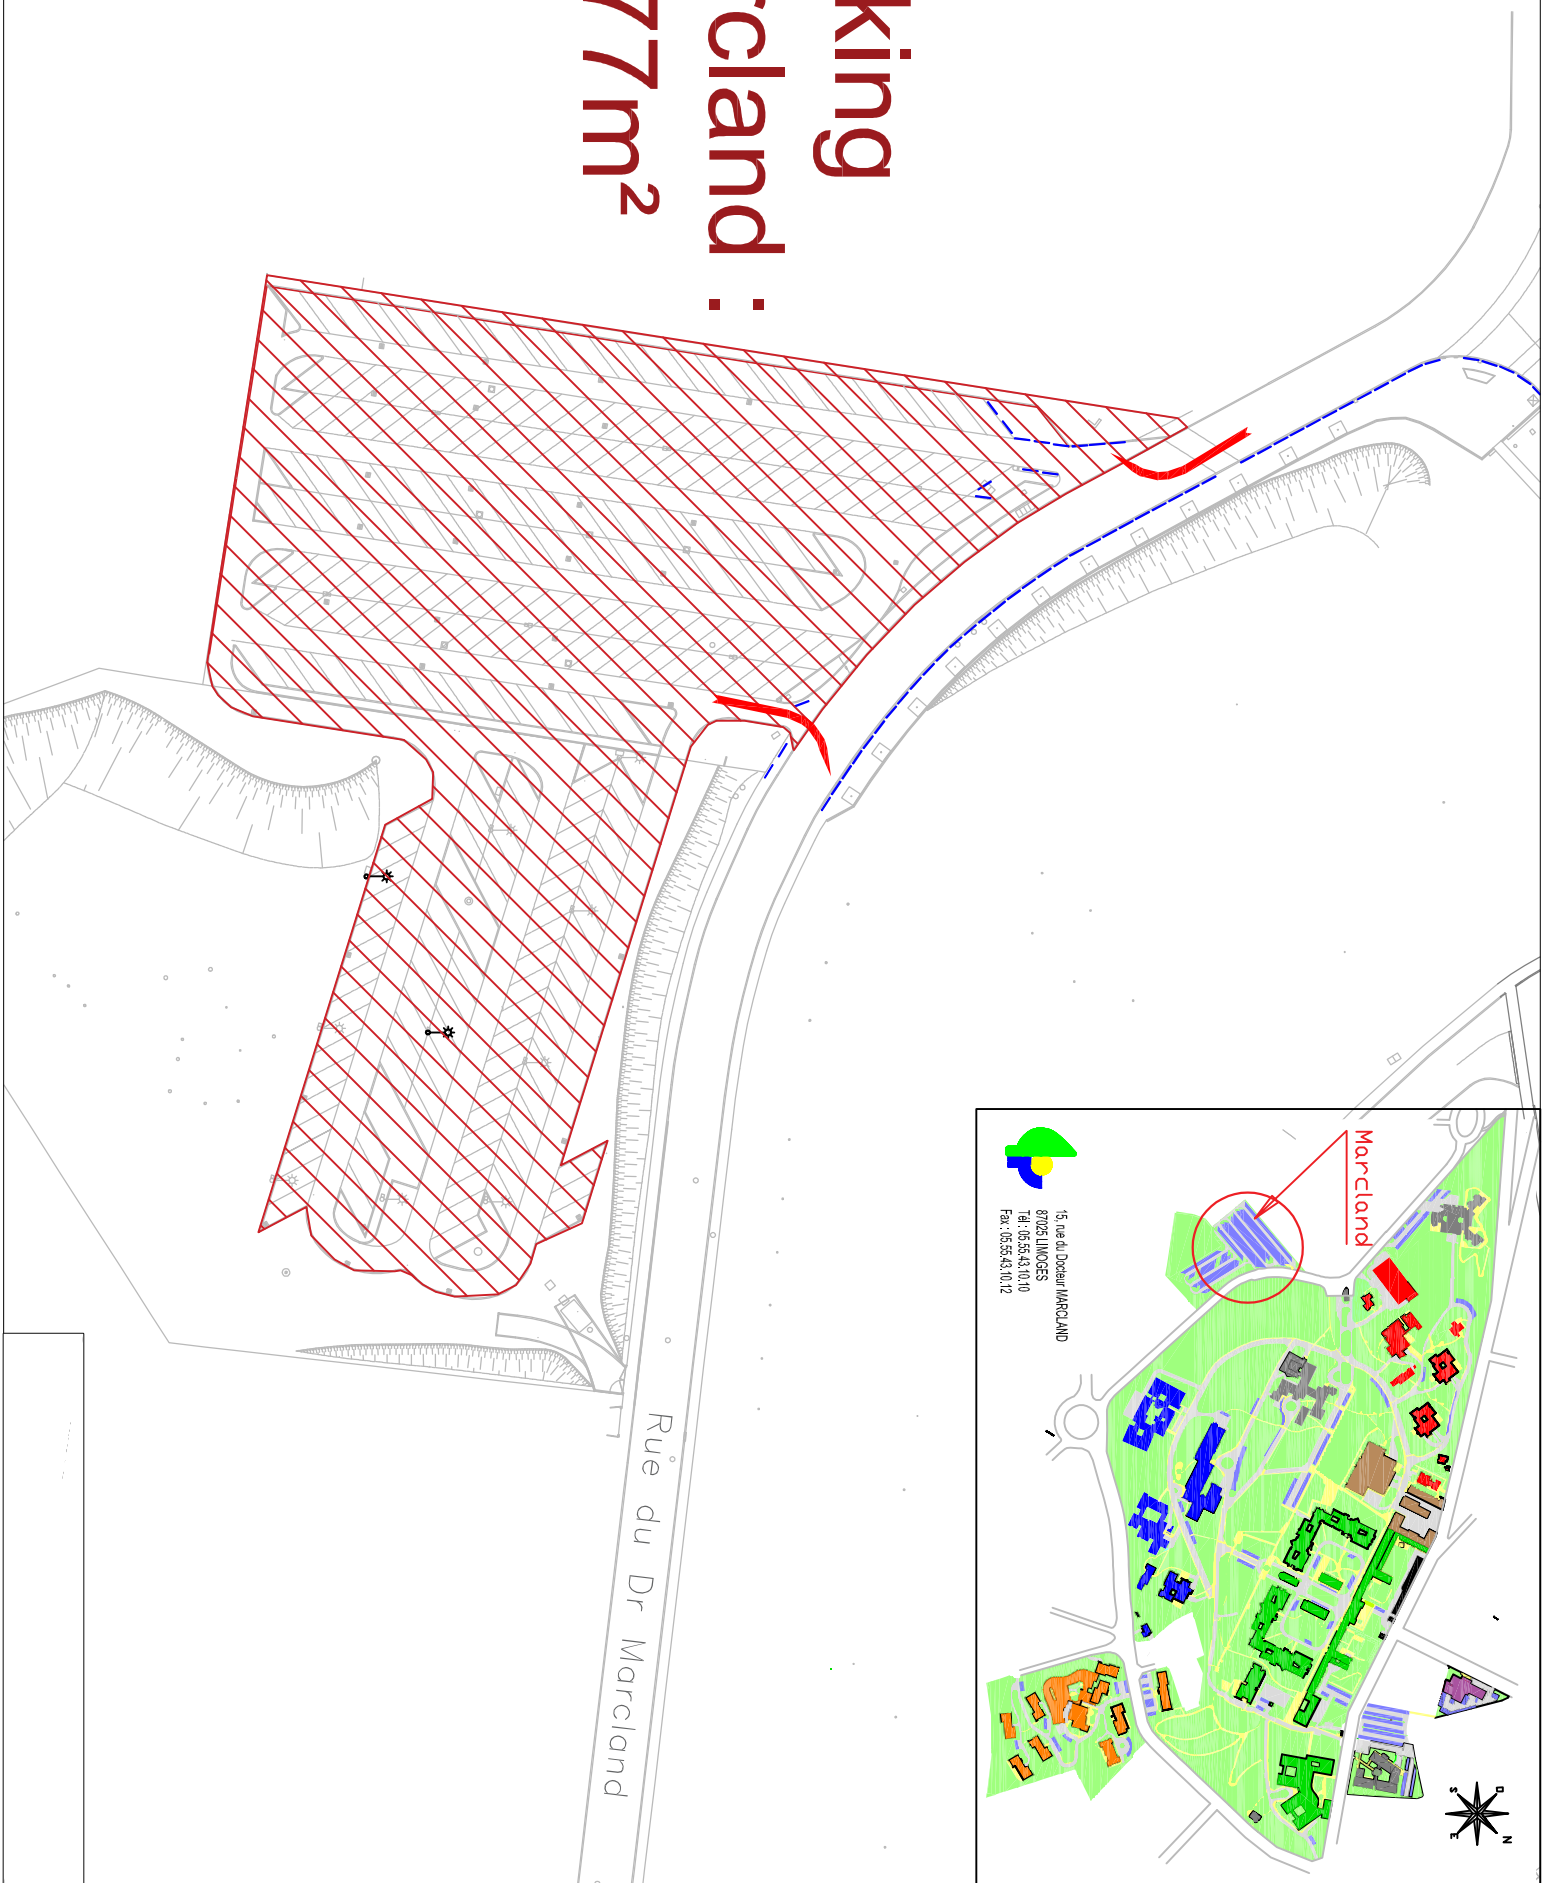 king
rcland :
77m²
Rue du Dr Marcland
Marcland
15, rue du Docteur MARCLAND
87025 LIMOGES
Tél : 05.55.43.10.10
Fax : 05.55.43.10.12
O
N
S
E